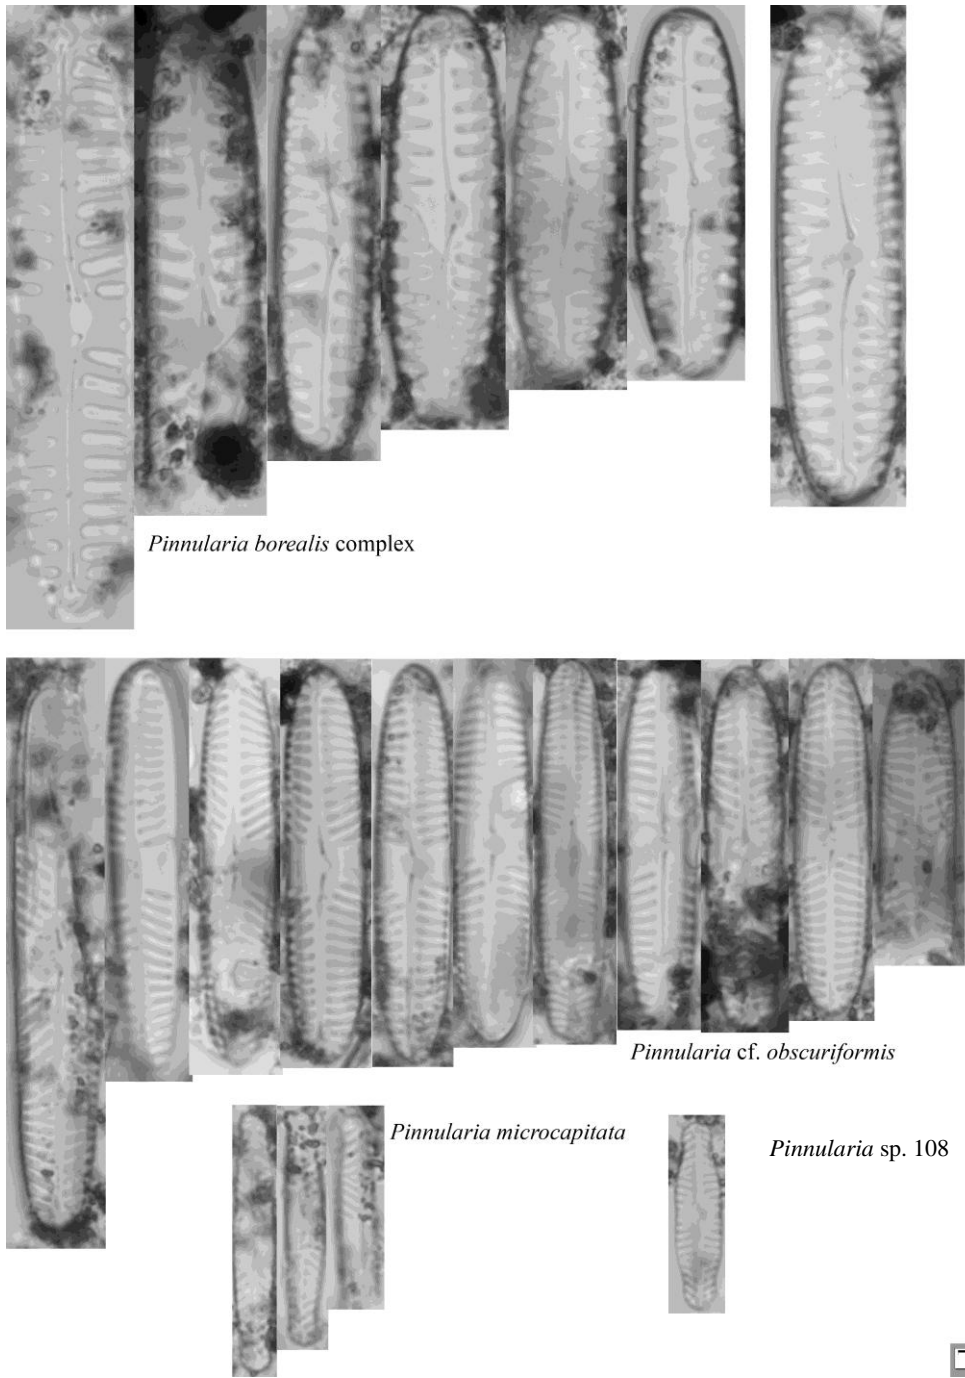 Pinnularia borealis complex
Pinnularia cf. obscuriformis
Pinnularia microcapitata
Pinnularia sp. 108